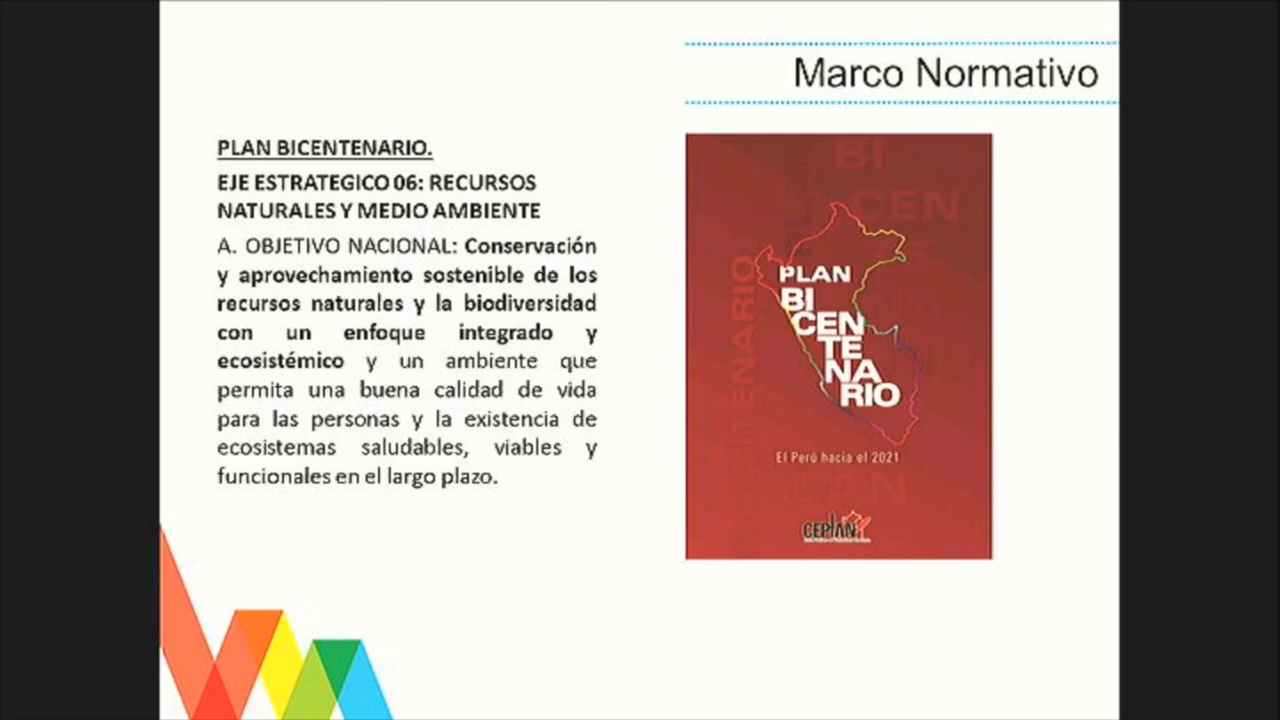 Marco Normativo
PLAN BICENTENARIO.
EJE ESTRATEGICO 06: RECURSOS
NATURALES Y MEDIO AMBIENTE
A. OBJETIVO NACIONAL: Conservación
y aprovechamiento sostenible de los
recursos naturales y la biodiversidad
con un enfoque integrado y
ecosistémico y un ambiente que
permita una buena calidad de vida
para las personas y la existencia de
ecosistemas saludables, viables y
funcionales en el largo plazo.
PLAN
BI
CEN
TE
NA
RIO
El Perú hacia el 2021
CEPLAN